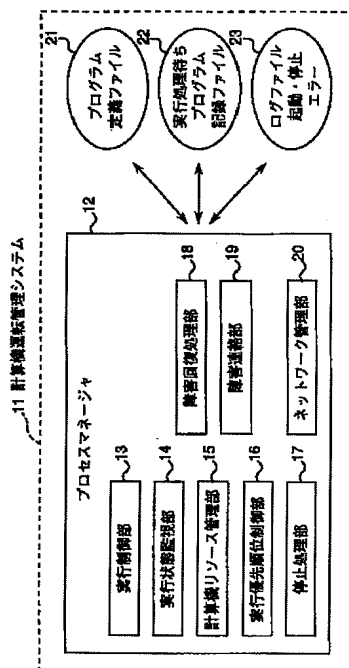 11 計算機運転管理システム
12
プロセスマネージャ
13
実行制御部
14
実行状態監視部
15
計算機リソース管理部
16
実行優先順位制御部
17
停止処理部
18
障害回復処理部
19
障害連絡部
20
ネットワーク管理部
21
プログラム
定義ファイル
22
実行処理待ち
プログラム
記録ファイル
23
ログファイル
起動・停止
エラー